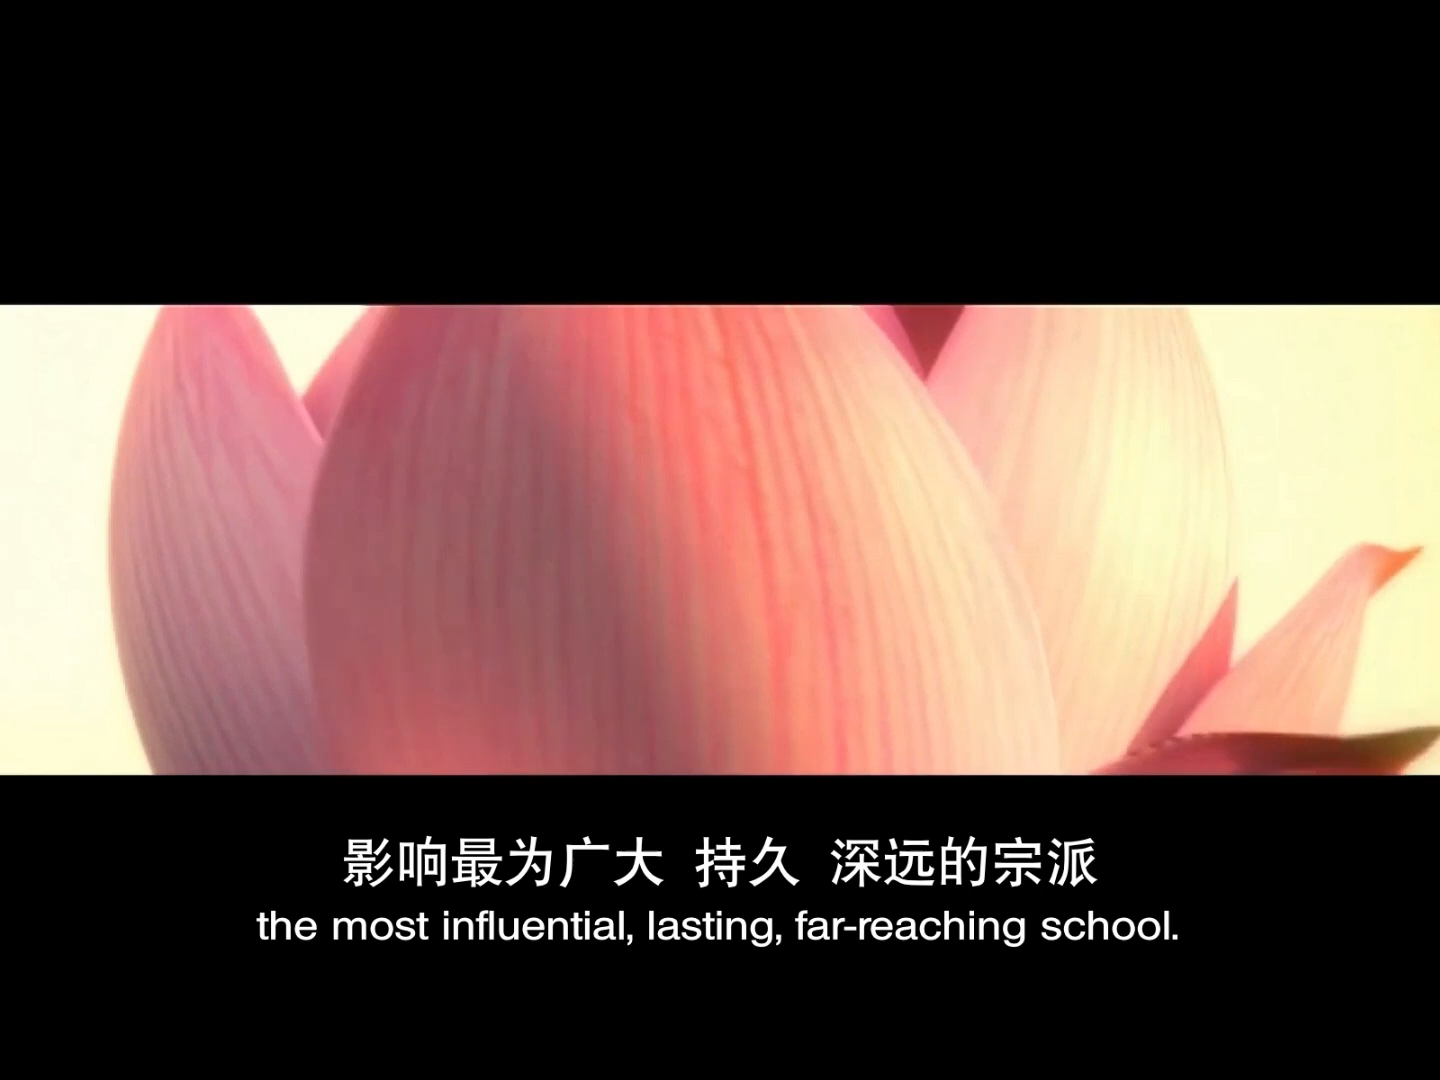 影响最为广大 持久 深远的宗派
the most influential, lasting, far-reaching school.